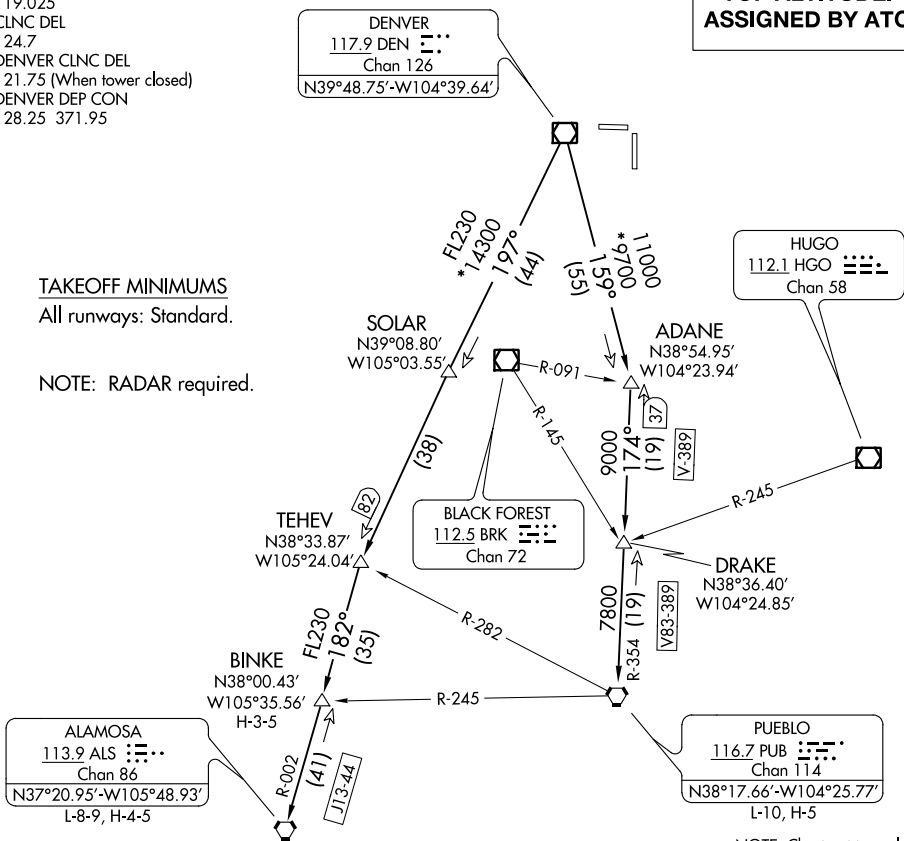 19.025
CLNC DEL
24.7
DENVER CLNC DEL
21.75 (When tower closed)
DENVER DEP CON
28.25 371.95
ASSIGNED BY ATC
DENVER
117.9 DEN
Chan 126
N39°48.75'-W104°39.64'
FL230
*14300
197°
(44)
11000
*9700
159°
(55)
HUGO
112.1 HGO
Chan 58
TAKEOFF MINIMUMS
All runways: Standard.
NOTE: RADAR required.
SOLAR
N39°08.80'
W105°03.55'
ADANE
N38°54.95'
W104°23.94'
R-091
R-145
(38)
37
9000
174°
(19)
V-389
R-245
82
BLACK FOREST
112.5 BRK
Chan 72
TEHEV
N38°33.87'
W105°24.04'
DRAKE
N38°36.40'
W104°24.85'
FL230
182°
(35)
R-282
7800
(19)
R-354
V83-389
BINKE
N38°00.43'
W105°35.56'
H-3-5
R-245
ALAMOSA
113.9 ALS
Chan 86
N37°20.95'-W105°48.93'
L-8-9, H-4-5
R-002
(41)
J13-44
PUEBLO
116.7 PUB
Chan 114
N38°17.66'-W104°25.77'
L-10, H-5